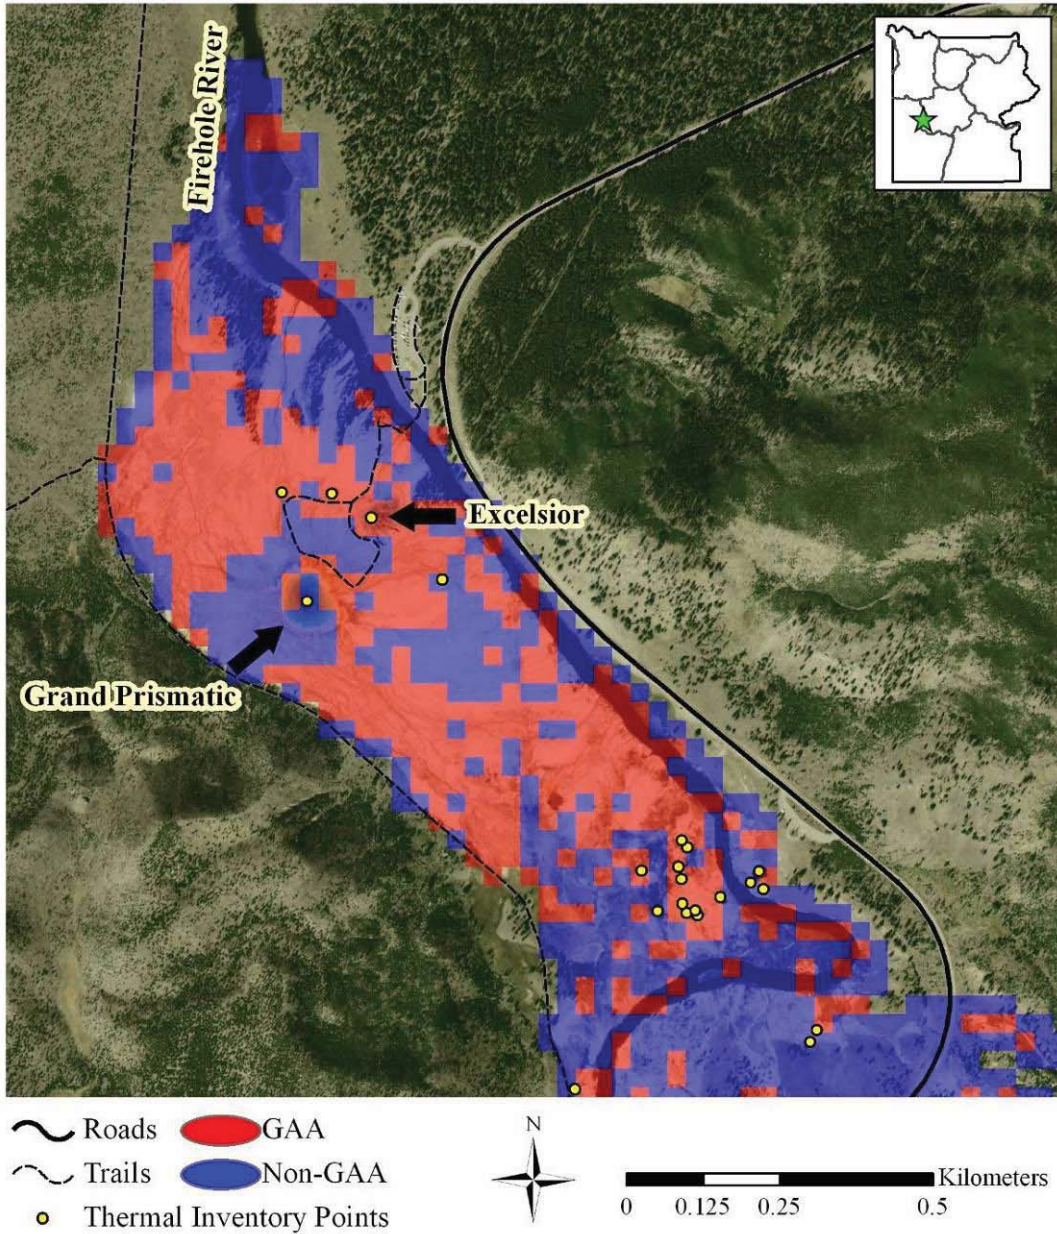 Firehole River
Excelsior
Grand Prismatic
Roads
GAA
Trails
Non-GAA
Thermal Inventory Points
N
Kilometers
0 0.125 0.25 0.5